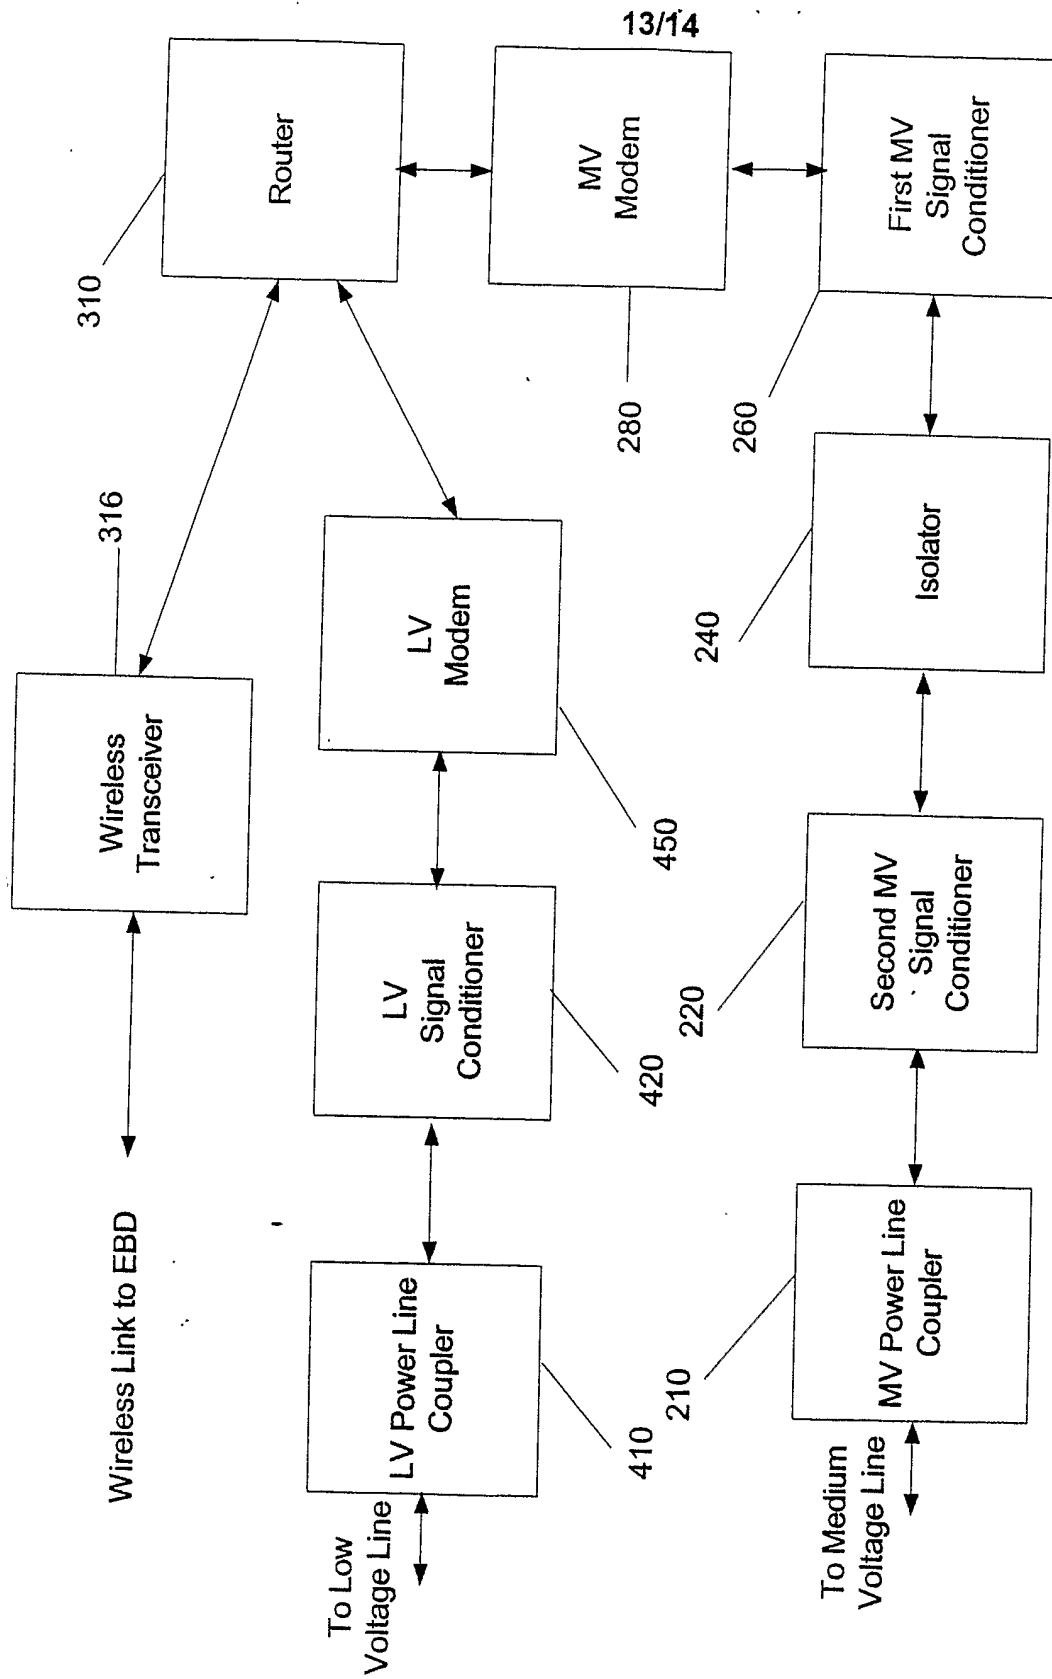 13/14
Wireless Link to EBD
Wireless
Transceiver
316
310
Router
To Low
Voltage Line
LV Power Line
Coupler
410
LV
Signal
Conditioner
420
LV
Modem
450
MV
Modem
280
To Medium
Voltage Line
MV Power Line
Coupler
210
Second MV
Signal
Conditioner
220
Isolator
240
First MV
Signal
Conditioner
260